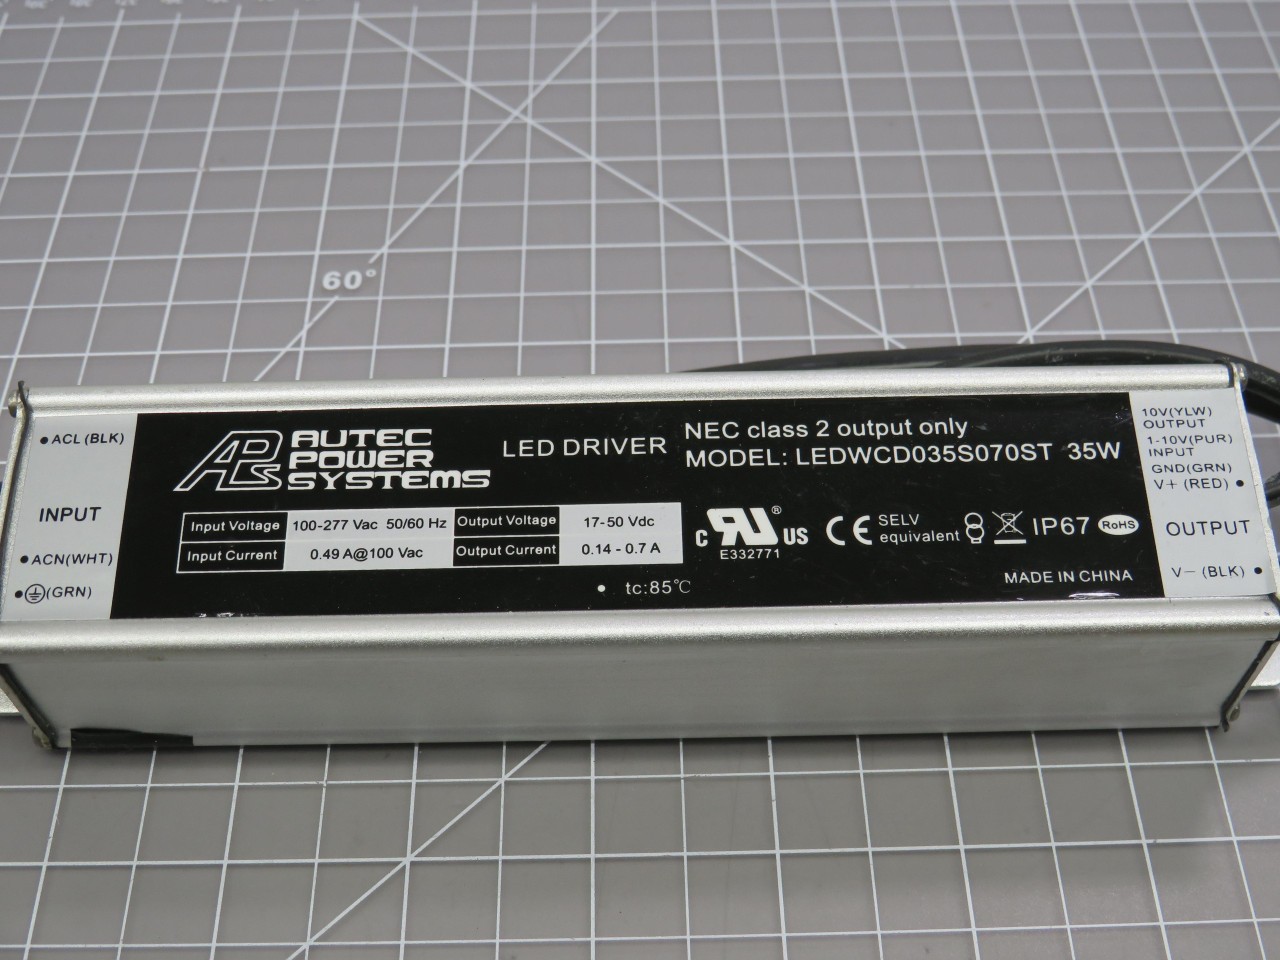 60°
ACL (BLK)
INPUT
ACN(WHT)
(GRN)
APS
AUTEC
POWER
SYSTEMS
LED DRIVER
NEC class 2 output only
MODEL: LEDWCD035S070ST 35W
Input Voltage 100-277 Vac 50/60 Hz Output Voltage 17-50 Vdc
Input Current 0.49 A@100 Vac Output Current 0.14 - 0.7 A
tc:85℃
c RU ® US
E332771
CE
SELV
equivalent
IP67
RoHS
MADE IN CHINA
10V(YLW)
OUTPUT
1-10V(PUR)
INPUT
GND(GRN)
V+ (RED)
OUTPUT
V− (BLK)